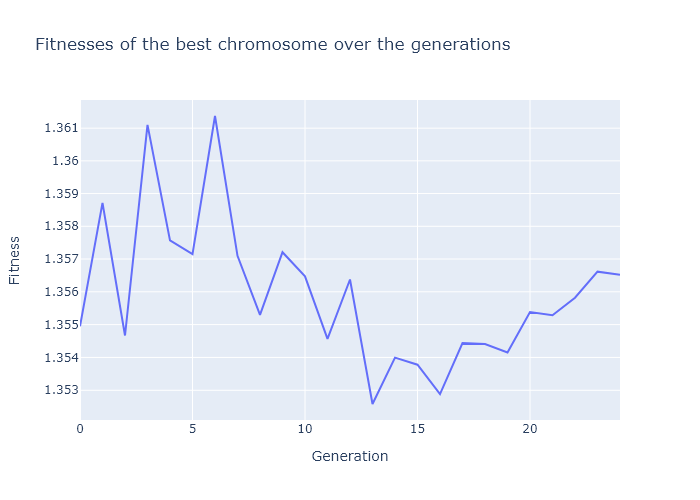 Fitnesses of the best chromosome over the generations
1.361
1.36
1.359
1.358
1.357
1.356
1.355
1.354
1.353
Fitness
0 5 10 15 20
Generation